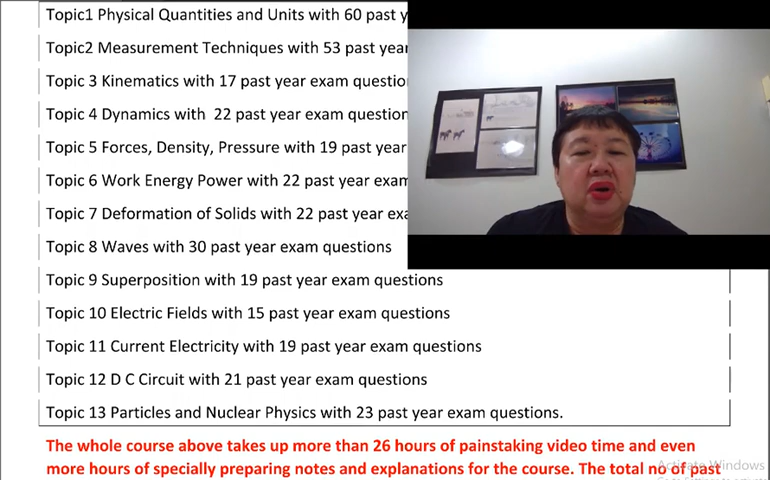 Topic1 Physical Quantities and Units with 60 past
Topic2 Measurement Techniques with 53 past
Topic 3 Kinematics with 17 past year exam
Topic 4 Dynamics with  22 past year exam
Topic 5 Forces, Density, Pressure with 19 past year
Topic 6 Work Energy Power with 22 past year
Topic 7 Deformation of Solids with 22 past year
Topic 8 Waves with 30 past year exam questions
Topic 9 Superposition with 19 past year exam questions
Topic 10 Electric Fields with 15 past year exam questions
Topic 11 Current Electricity with 19 past year exam questions
Topic 12 D C Circuit with 21 past year exam questions
Topic 13 Particles and Nuclear Physics with 23 past year exam questions.
The whole course above takes up more than 26 hours of painstaking video time and even
more hours of specially preparing notes and explanations for the course. The total no of past
Activate Windows